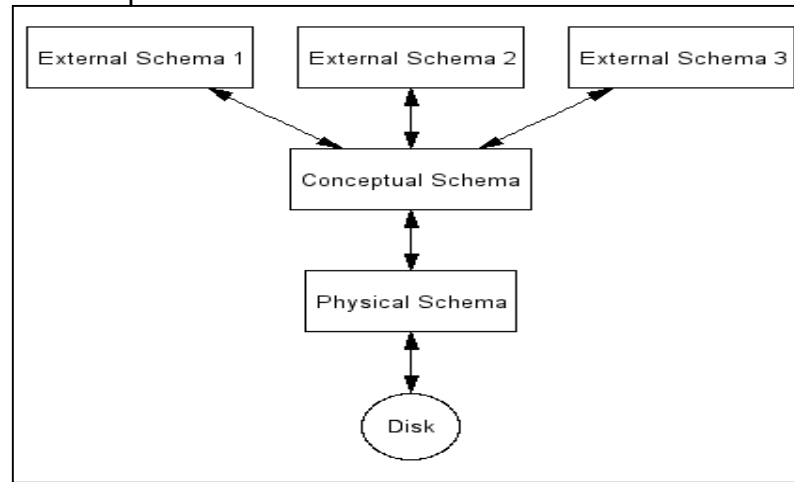 External Schema 1
External Schema 2
External Schema 3
Conceptual Schema
Physical Schema
Disk